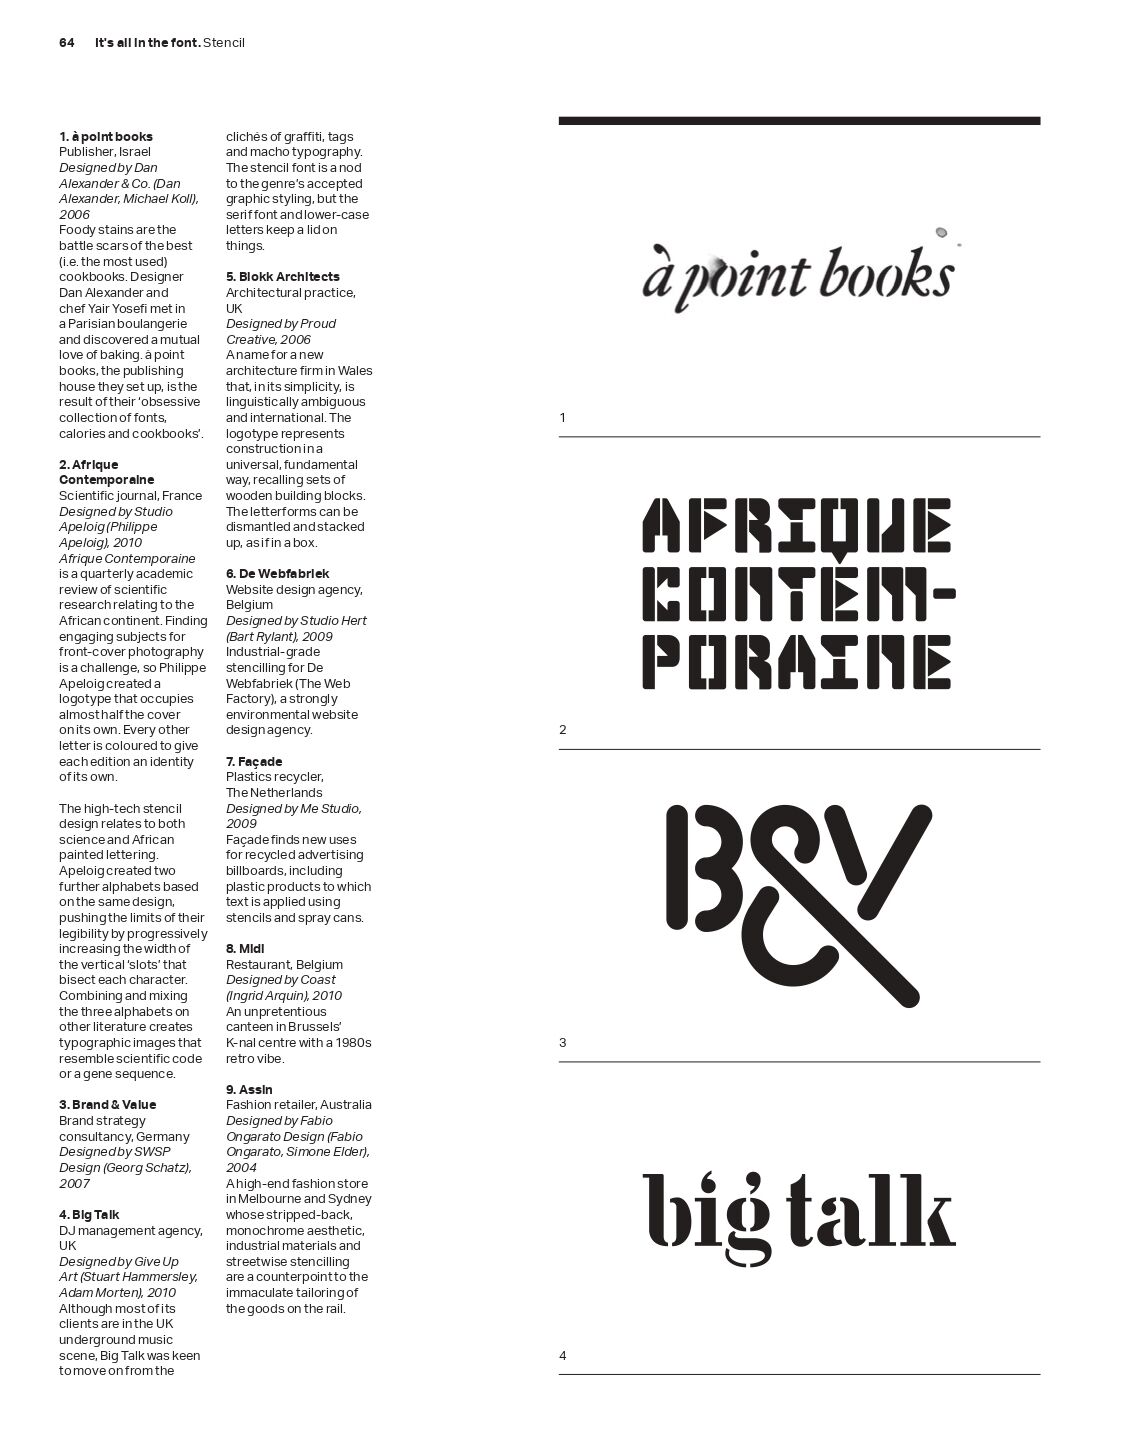 64 It's all in the font. Stencil
1. à point books
Publisher, Israel
Designed by Dan
Alexander & Co. (Dan
Alexander, Michael Koll),
2006
Foody stains are the
battle scars of the best
(i.e. the most used)
cookbooks. Designer
Dan Alexander and
chef Yair Yosefi met in
a Parisian boulangerie
and discovered a mutual
love of baking. à point
books, the publishing
house they set up, is the
result of their ‘obsessive
collection of fonts,
calories and cookbooks’.
2. Afrique
Contemporaine
Scientific journal, France
Designed by Studio
Apeloig (Philippe
Apeloig), 2010
Afrique Contemporaine
is a quarterly academic
review of scientific
research relating to the
African continent. Finding
engaging subjects for
front-cover photography
is a challenge, so Philippe
Apeloig created a
logotype that occupies
almost half the cover
on its own. Every other
letter is coloured to give
each edition an identity
of its own.
The high-tech stencil
design relates to both
science and African
painted lettering.
Apeloig created two
further alphabets based
on the same design,
pushing the limits of their
legibility by progressively
increasing the width of
the vertical ‘slots’ that
bisect each character.
Combining and mixing
the three alphabets on
other literature creates
typographic images that
resemble scientific code
or a gene sequence.
3. Brand & Value
Brand strategy
consultancy, Germany
Designed by SWSP
Design (Georg Schatz),
2007
4. Big Talk
DJ management agency,
UK
Designed by Give Up
Art (Stuart Hammersley,
Adam Morten), 2010
Although most of its
clients are in the UK
underground music
scene, Big Talk was keen
to move on from the
clichés of graffiti, tags
and macho typography.
The stencil font is a nod
to the genre’s accepted
graphic styling, but the
serif font and lower-case
letters keep a lid on
things.
5. Blokk Architects
Architectural practice,
UK
Designed by Proud
Creative, 2006
A name for a new
architecture firm in Wales
that, in its simplicity, is
linguistically ambiguous
and international. The
logotype represents
construction in a
universal, fundamental
way, recalling sets of
wooden building blocks.
The letterforms can be
dismantled and stacked
up, as if in a box.
6. De Webfabriek
Website design agency,
Belgium
Designed by Studio Hert
(Bart Rylant), 2009
Industrial-grade
stencilling for De
Webfabriek (The Web
Factory), a strongly
environmental website
design agency.
7. Façade
Plastics recycler,
The Netherlands
Designed by Me Studio,
2009
Façade finds new uses
for recycled advertising
billboards, including
plastic products to which
text is applied using
stencils and spray cans.
8. Midi
Restaurant, Belgium
Designed by Coast
(Ingrid Arquin), 2010
An unpretentious
canteen in Brussels’
K-nal centre with a 1980s
retro vibe.
9. Assin
Fashion retailer, Australia
Designed by Fabio
Ongarato Design (Fabio
Ongarato, Simone Elder),
2004
A high-end fashion store
in Melbourne and Sydney
whose stripped-back,
monochrome aesthetic,
industrial materials and
streetwise stencilling
are a counterpoint to the
immaculate tailoring of
the goods on the rail.
à point books
1
AFRIQUE
CONTEM-
PORAINE
2
B&V
3
big talk
4